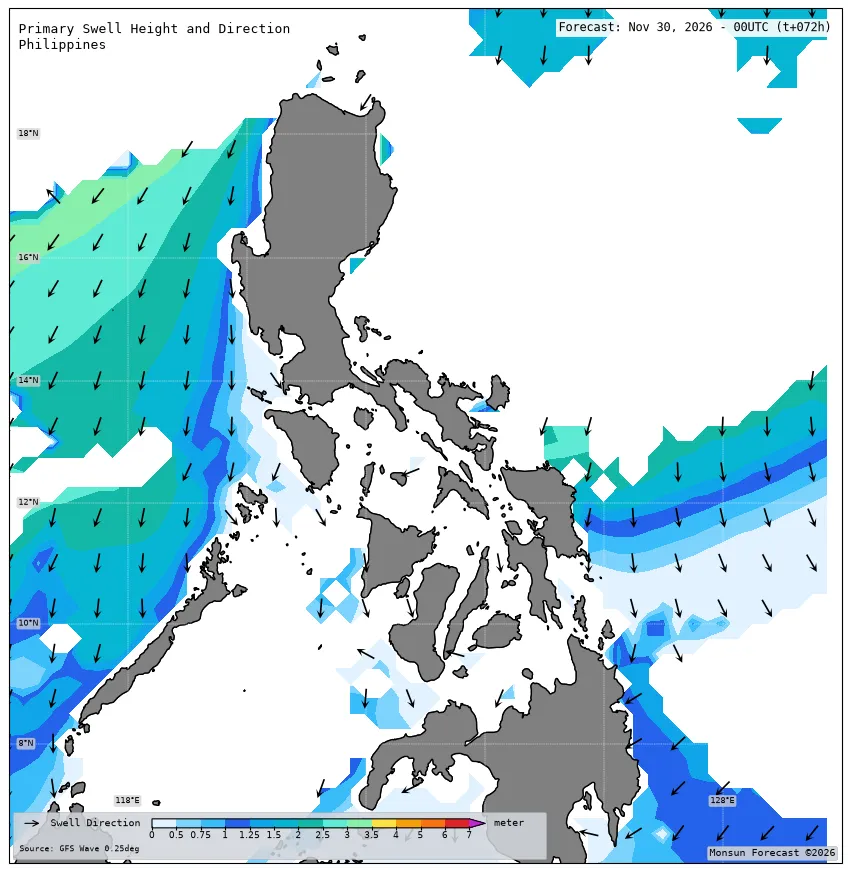 Primary Swell Height and Direction
Philippines
Forecast: Nov 30, 2026 - 00UTC (t+072h)
18°N
16°N
14°N
12°N
10°N
8°N
118°E
128°E
Swell Direction
0 0.5 0.75 1 1.25 1.5 2 2.5 3 3.5 4 5 6 7
meter
Source: GFS Wave 0.25deg
Monsun Forecast ©2026